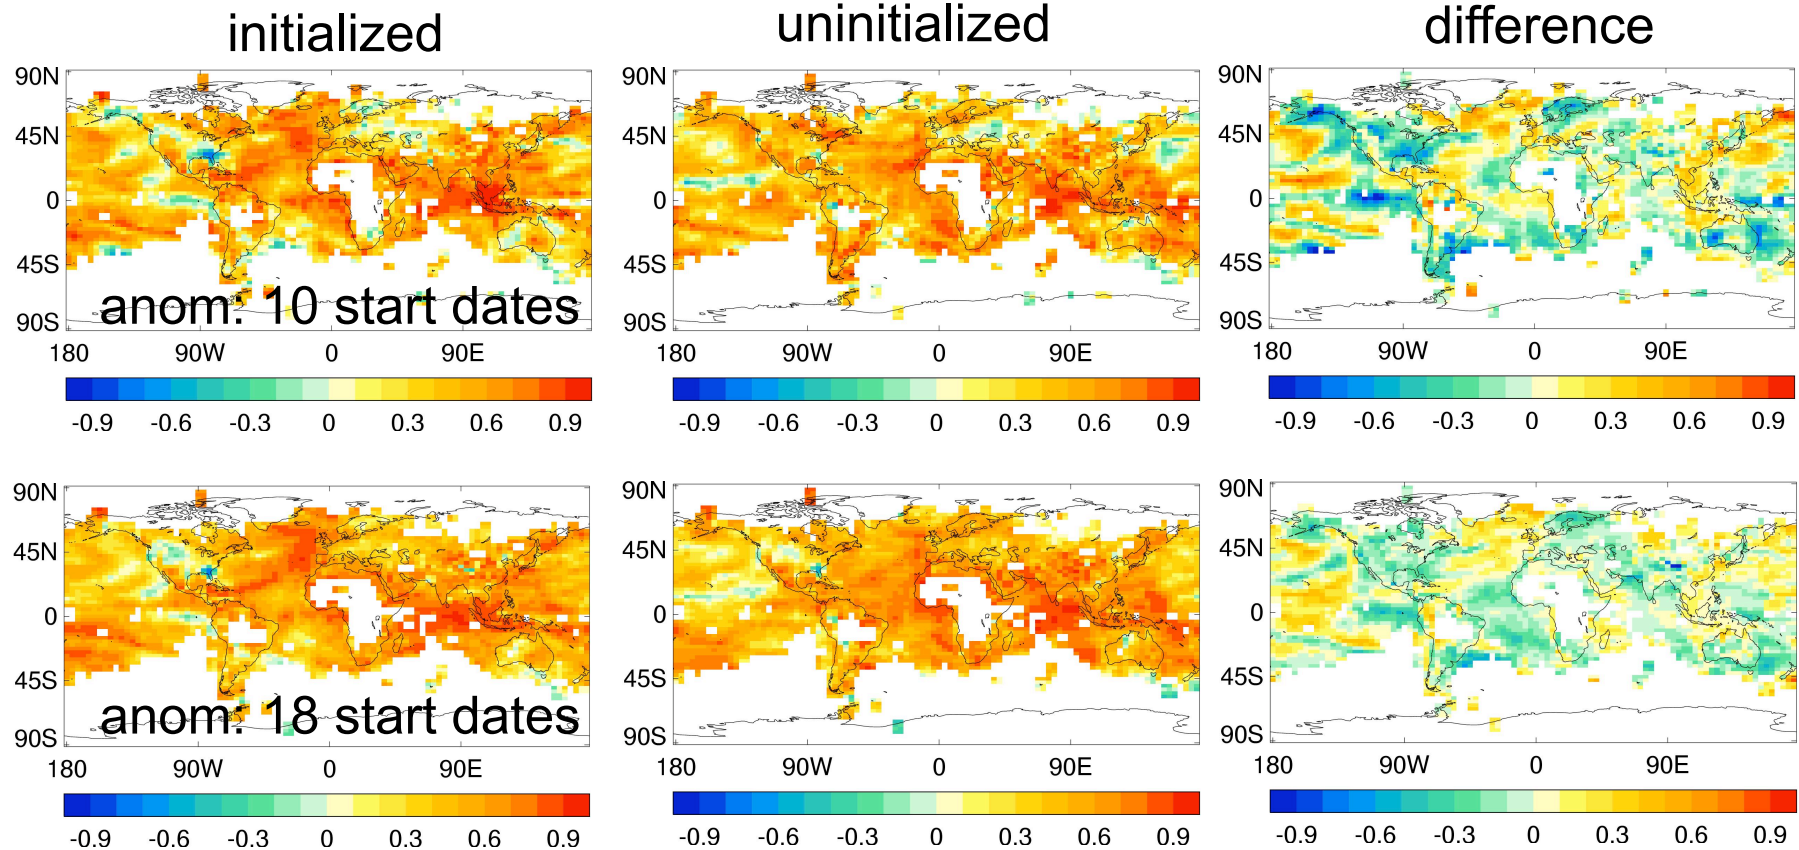 initialized uninitialized difference
90N 90N 90N
45N 45N 45N
0 0 0
45S 45S 45S
anom: 10 start dates
90S 90S 90S
180 90W 0 90E 180 90W 0 90E 180 90W 0 90E
-0.9 -0.6 -0.3 0 0.3 0.6 0.9 -0.9 -0.6 -0.3 0 0.3 0.6 0.9 -0.9 -0.6 -0.3 0 0.3 0.6 0.9
90N 90N 90N
45N 45N 45N
0 0 0
45S 45S 45S
anom: 18 start dates
90S 90S 90S
180 90W 0 90E 180 90W 0 90E 180 90W 0 90E
-0.9 -0.6 -0.3 0 0.3 0.6 0.9 -0.9 -0.6 -0.3 0 0.3 0.6 0.9 -0.9 -0.6 -0.3 0 0.3 0.6 0.9